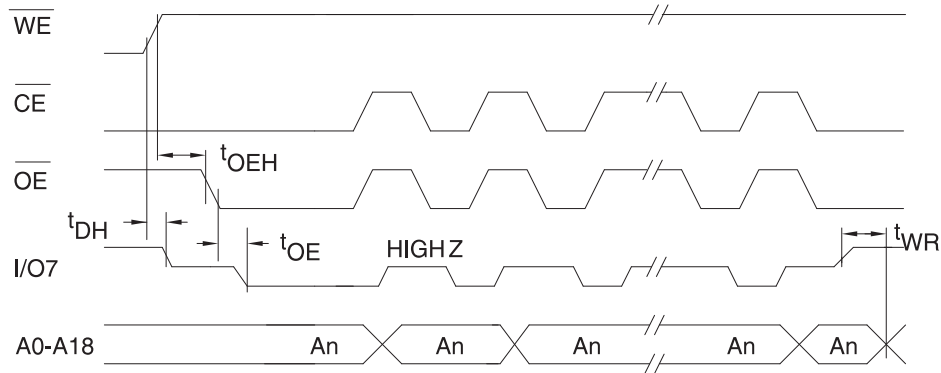 WE
CE
tOEH
OE
tDH
tOE
HIGH Z
tWR
I/O7
A0-A18
An
An
An
An
An